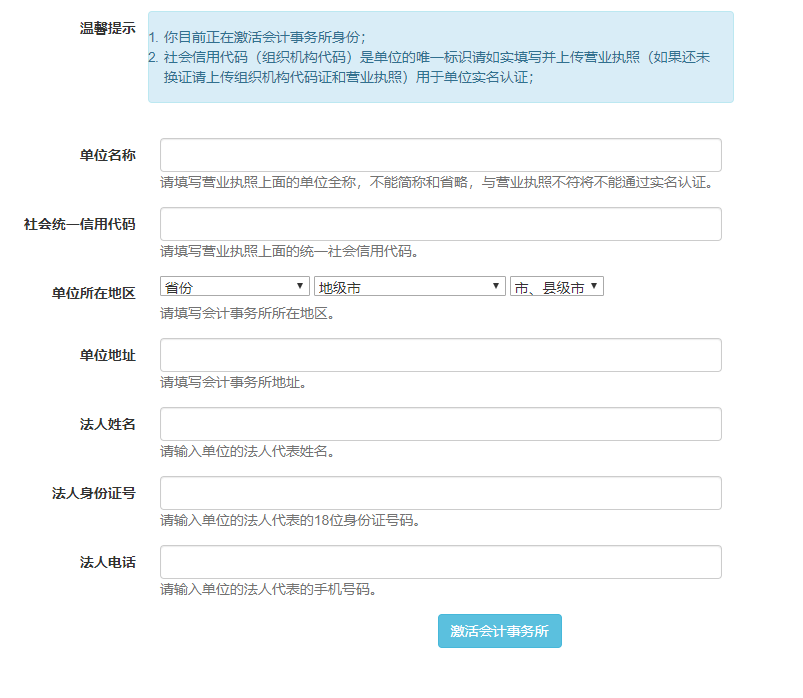 温馨提示
1. 你目前正在激活会计事务所身份；
2. 社会信用代码（组织机构代码）是单位的唯一标识请如实填写并上传营业执照（如果还未
换证请上传组织机构代码证和营业执照）用于单位实名认证；
单位名称
请填写营业执照上面的单位全称，不能简称和省略，与营业执照不符将不能通过实名认证。
社会统一信用代码
请填写营业执照上面的统一社会信用代码。
单位所在地区 省份 地级市 市、县级市
请填写会计事务所所在地区。
单位地址
请填写会计事务所地址。
法人姓名
请输入单位的法人代表姓名。
法人身份证号
请输入单位的法人代表的18位身份证号码。
法人电话
请输入单位的法人代表的手机号码。
激活会计事务所